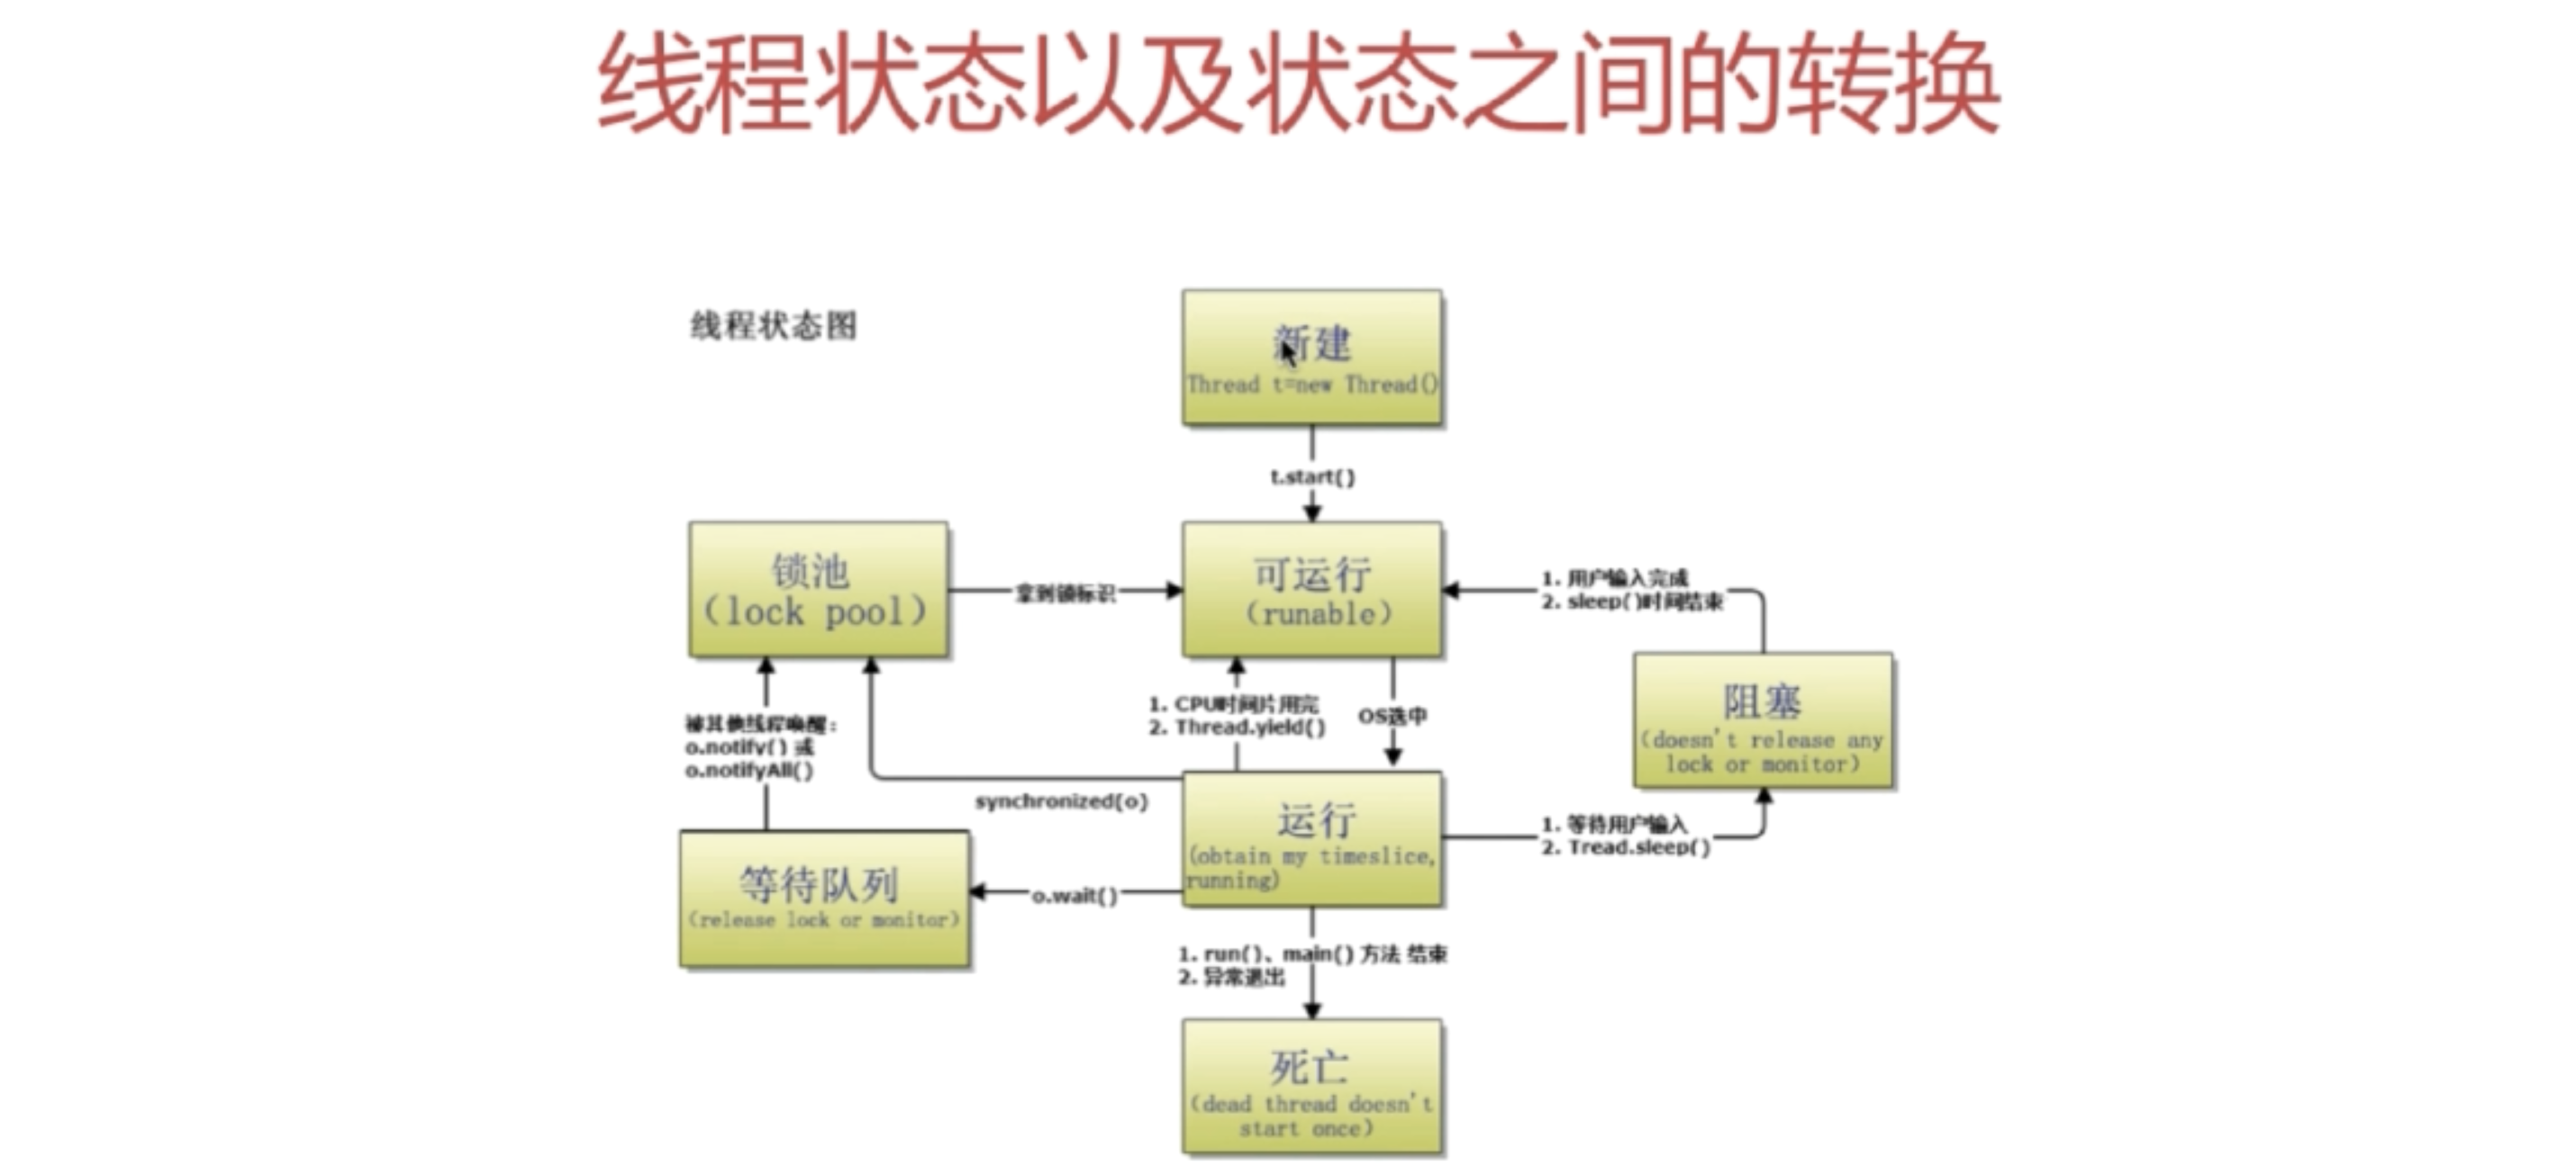 线程状态以及状态之间的转换
线程状态图
新建
Thread t=new Thread()
t.start()
锁池
(lock pool)
拿到锁标识
可运行
(runable)
1. 用户输入完成
2. sleep()时间结束
阻塞
(doesn't release any
lock or monitor)
被其他线程唤醒：
o.notify() 或
o.notifyAll()
1. CPU时间片用完
2. Thread.yield()
OS选中
synchronized(o)
运行
(obtain my timeslice,
running)
1. 等待用户输入
2. Tread.sleep()
等待队列
(release lock or monitor)
o.wait()
1. run()、main() 方法 结束
2. 异常退出
死亡
(dead thread doesn't
start once)